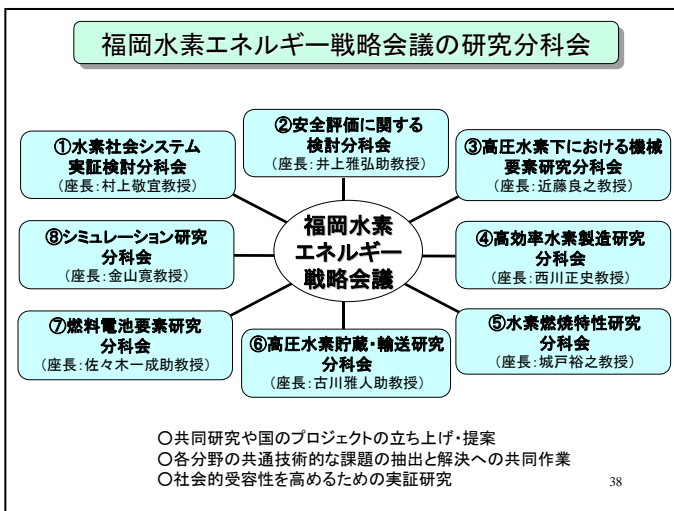 福岡水素エネルギー戦略会議の研究分科会
①水素社会システム
実証検討分科会
(座長:村上敬宜教授)
②安全評価に関する
検討分科会
(座長:井上雅弘助教授)
③高圧水素下における機械
要素研究分科会
(座長:近藤良之教授)
⑧シミュレーション研究
分科会
(座長:金山寛教授)
福岡水素
エネルギー
戦略会議
④高効率水素製造研究
分科会
(座長:西川正史教授)
⑦燃料電池要素研究
分科会
(座長:佐々木一成助教授)
⑥高圧水素貯蔵・輸送研究
分科会
(座長:古川雅人助教授)
⑤水素燃焼特性研究
分科会
(座長:城戸裕之教授)
○共同研究や国のプロジェクトの立ち上げ・提案
○各分野の共通技術的な課題の抽出と解決への共同作業
○社会的受容性を高めるための実証研究
38